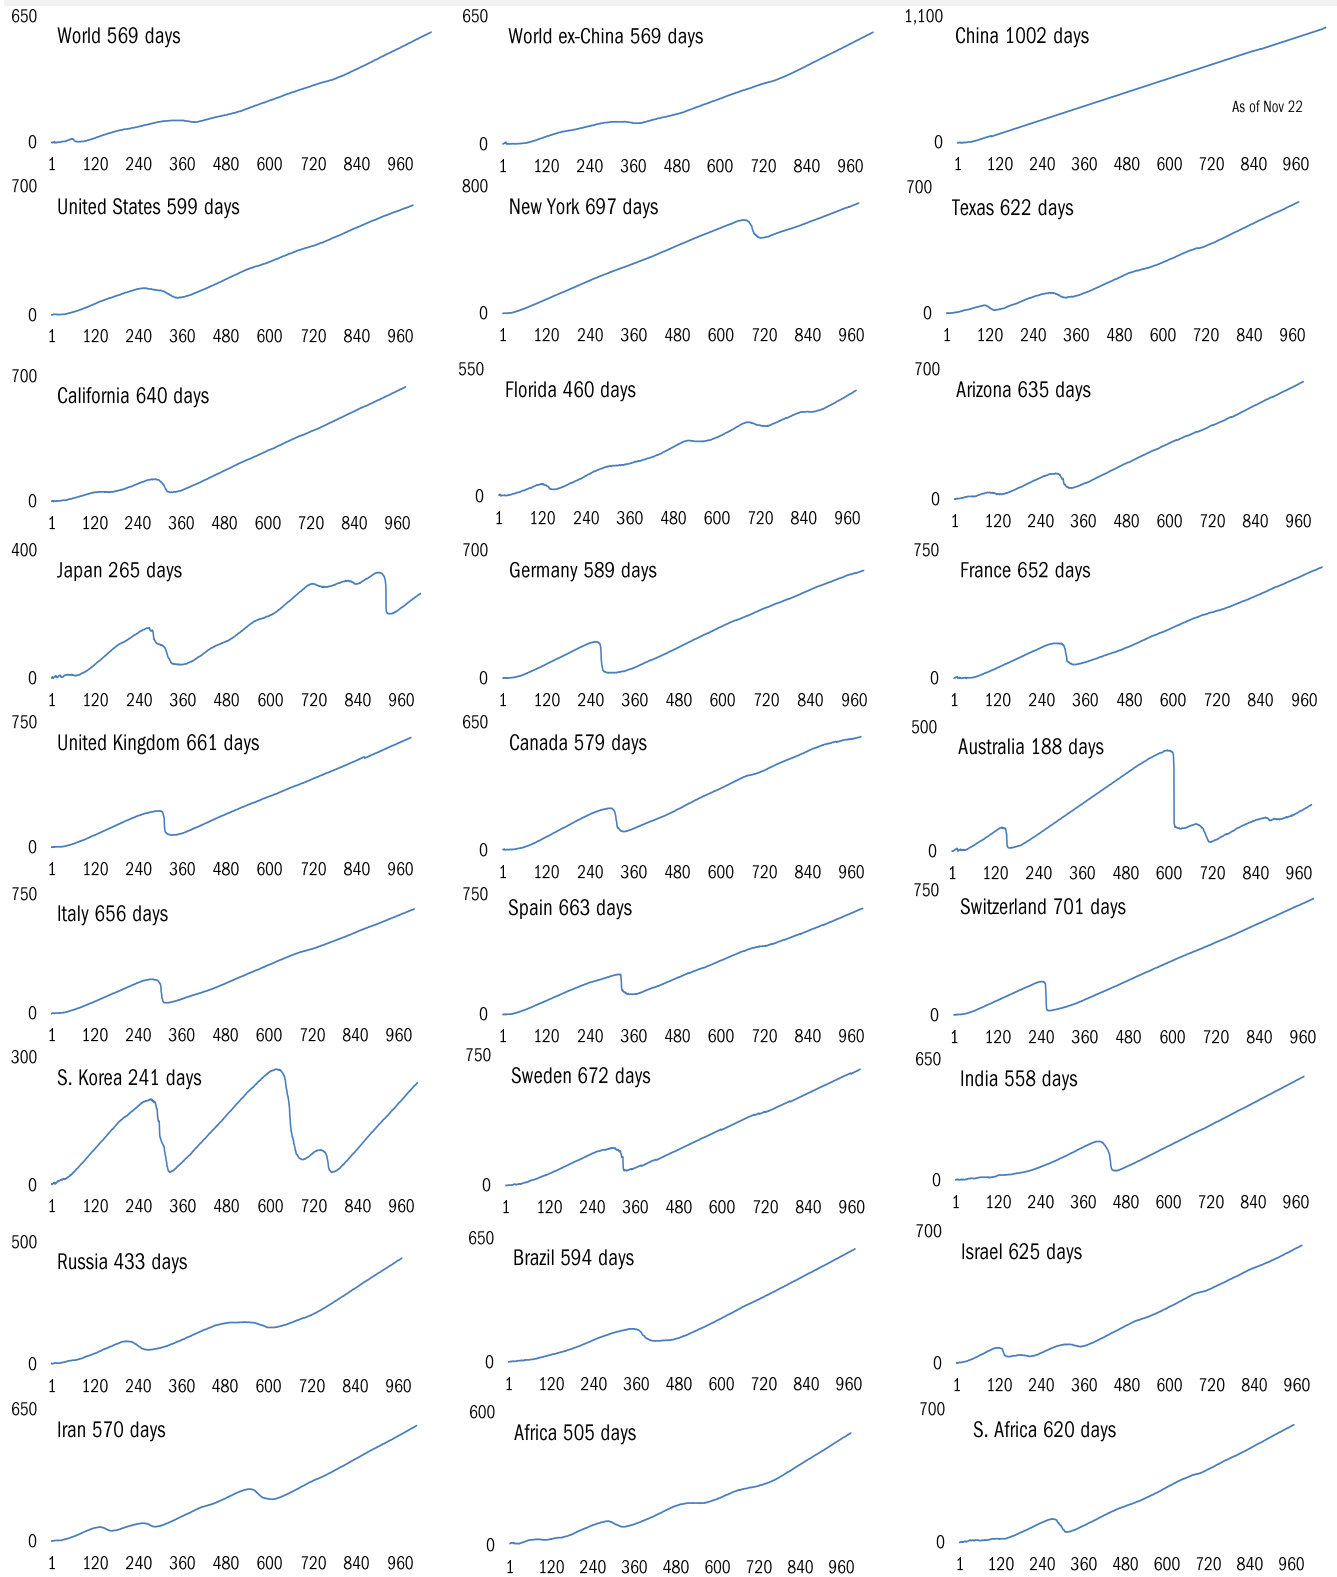 650
World 569 days
0
1 120 240 360 480 600 720 840 960
650
World ex-China 569 days
0
1 120 240 360 480 600 720 840 960
1,100
China 1002 days
As of Nov 22
0
1 120 240 360 480 600 720 840 960
700
United States 599 days
0
1 120 240 360 480 600 720 840 960
800
New York 697 days
0
1 120 240 360 480 600 720 840 960
700
Texas 622 days
0
1 120 240 360 480 600 720 840 960
700
California 640 days
0
1 120 240 360 480 600 720 840 960
550
Florida 460 days
0
1 120 240 360 480 600 720 840 960
700
Arizona 635 days
0
1 120 240 360 480 600 720 840 960
400
Japan 265 days
0
1 120 240 360 480 600 720 840 960
700
Germany 589 days
0
1 120 240 360 480 600 720 840 960
750
France 652 days
0
1 120 240 360 480 600 720 840 960
750
United Kingdom 661 days
0
1 120 240 360 480 600 720 840 960
650
Canada 579 days
0
1 120 240 360 480 600 720 840 960
500
Australia 188 days
0
1 120 240 360 480 600 720 840 960
750
Italy 656 days
0
1 120 240 360 480 600 720 840 960
750
Spain 663 days
0
1 120 240 360 480 600 720 840 960
750
Switzerland 701 days
0
1 120 240 360 480 600 720 840 960
300
S. Korea 241 days
0
1 120 240 360 480 600 720 840 960
750
Sweden 672 days
0
1 120 240 360 480 600 720 840 960
650
India 558 days
0
1 120 240 360 480 600 720 840 960
500
Russia 433 days
0
1 120 240 360 480 600 720 840 960
650
Brazil 594 days
0
1 120 240 360 480 600 720 840 960
700
Israel 625 days
0
1 120 240 360 480 600 720 840 960
650
Iran 570 days
0
1 120 240 360 480 600 720 840 960
600
Africa 505 days
0
1 120 240 360 480 600 720 840 960
700
S. Africa 620 days
0
1 120 240 360 480 600 720 840 960